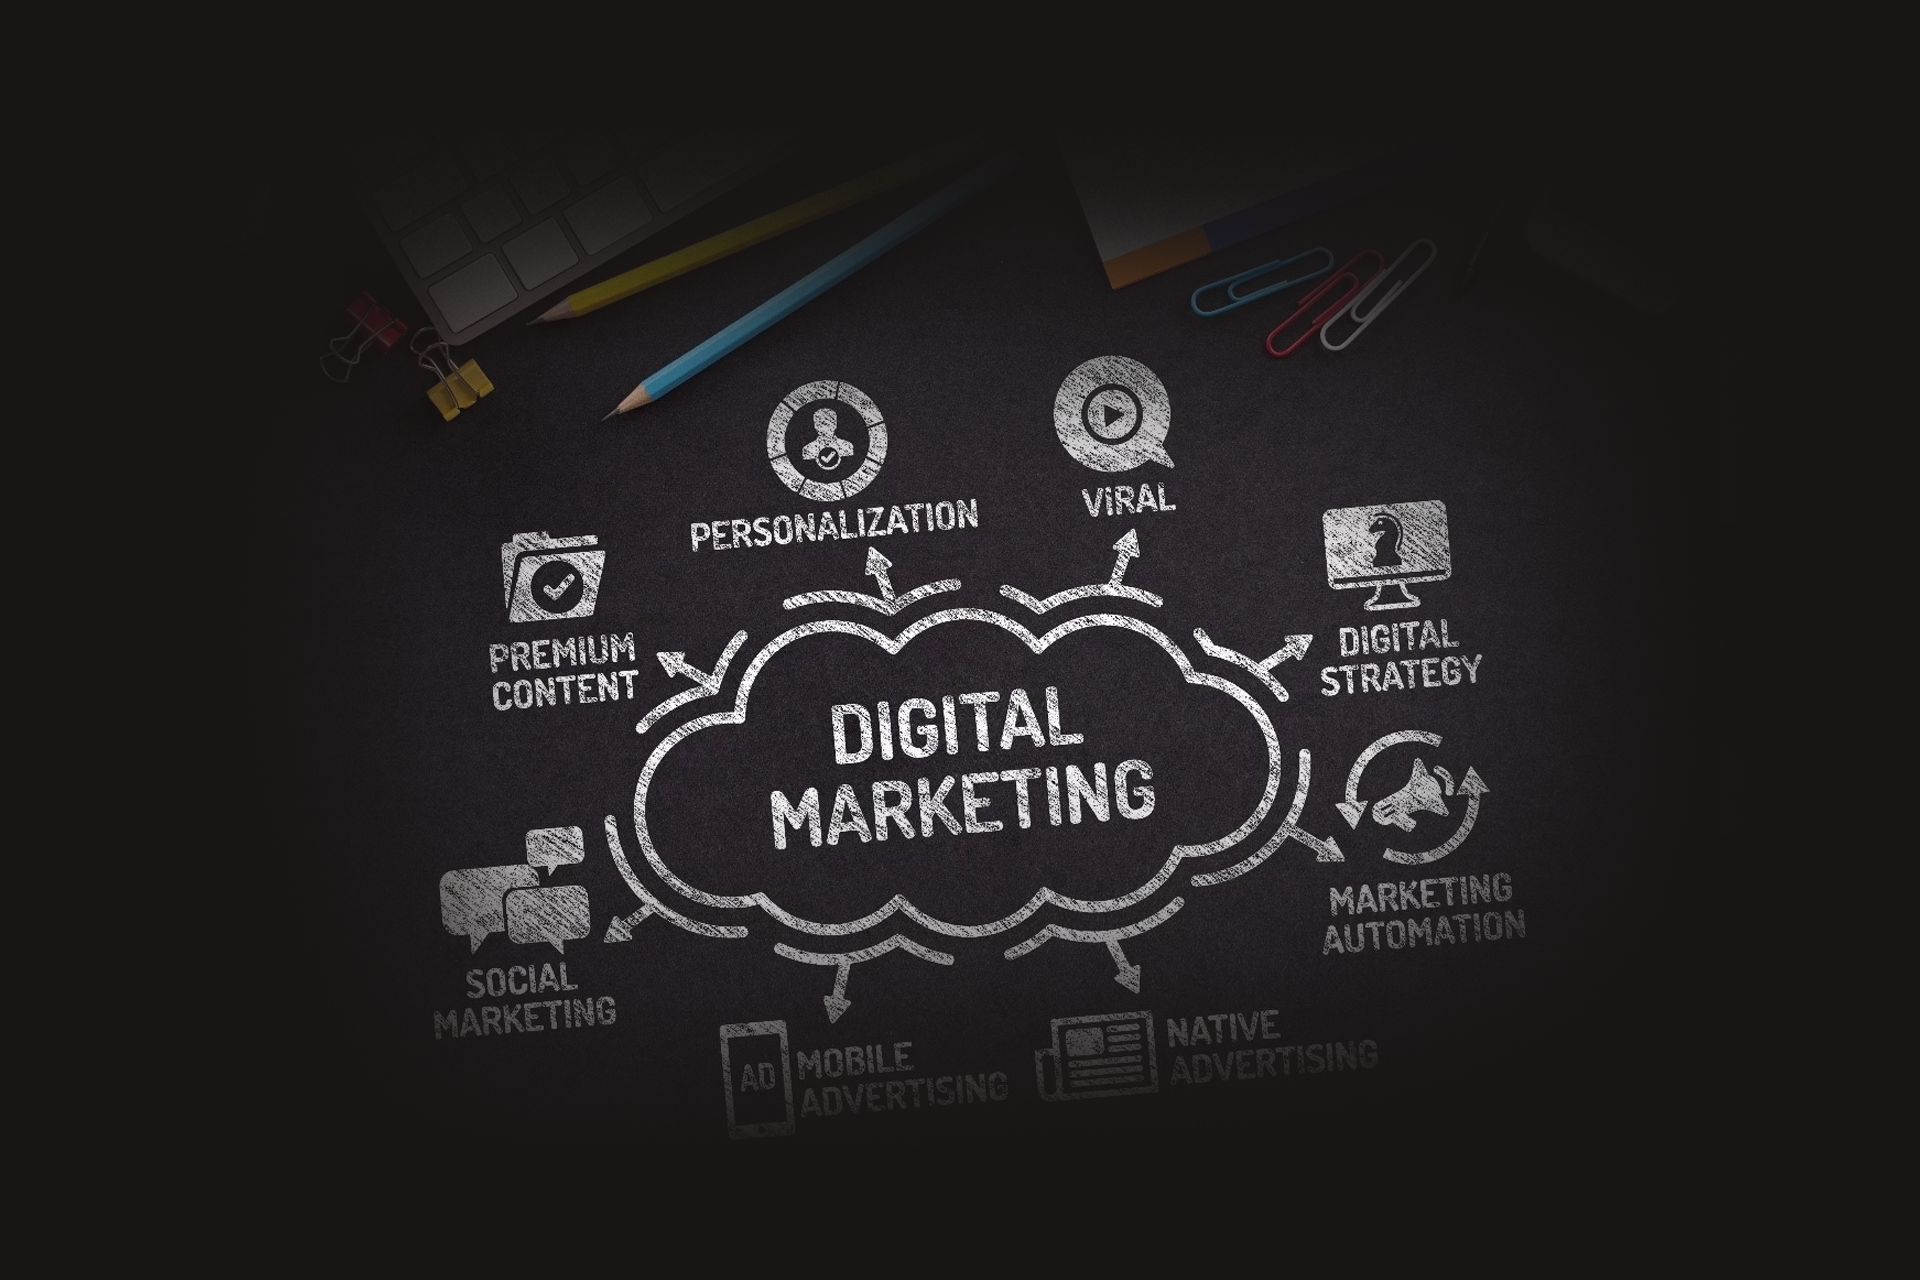 PERSONALIZATION
VIRAL
PREMIUM
CONTENT
DIGITAL
STRATEGY
DIGITAL
MARKETING
MARKETING
AUTOMATION
SOCIAL
MARKETING
AD
MOBILE
ADVERTISING
NATIVE
ADVERTISING